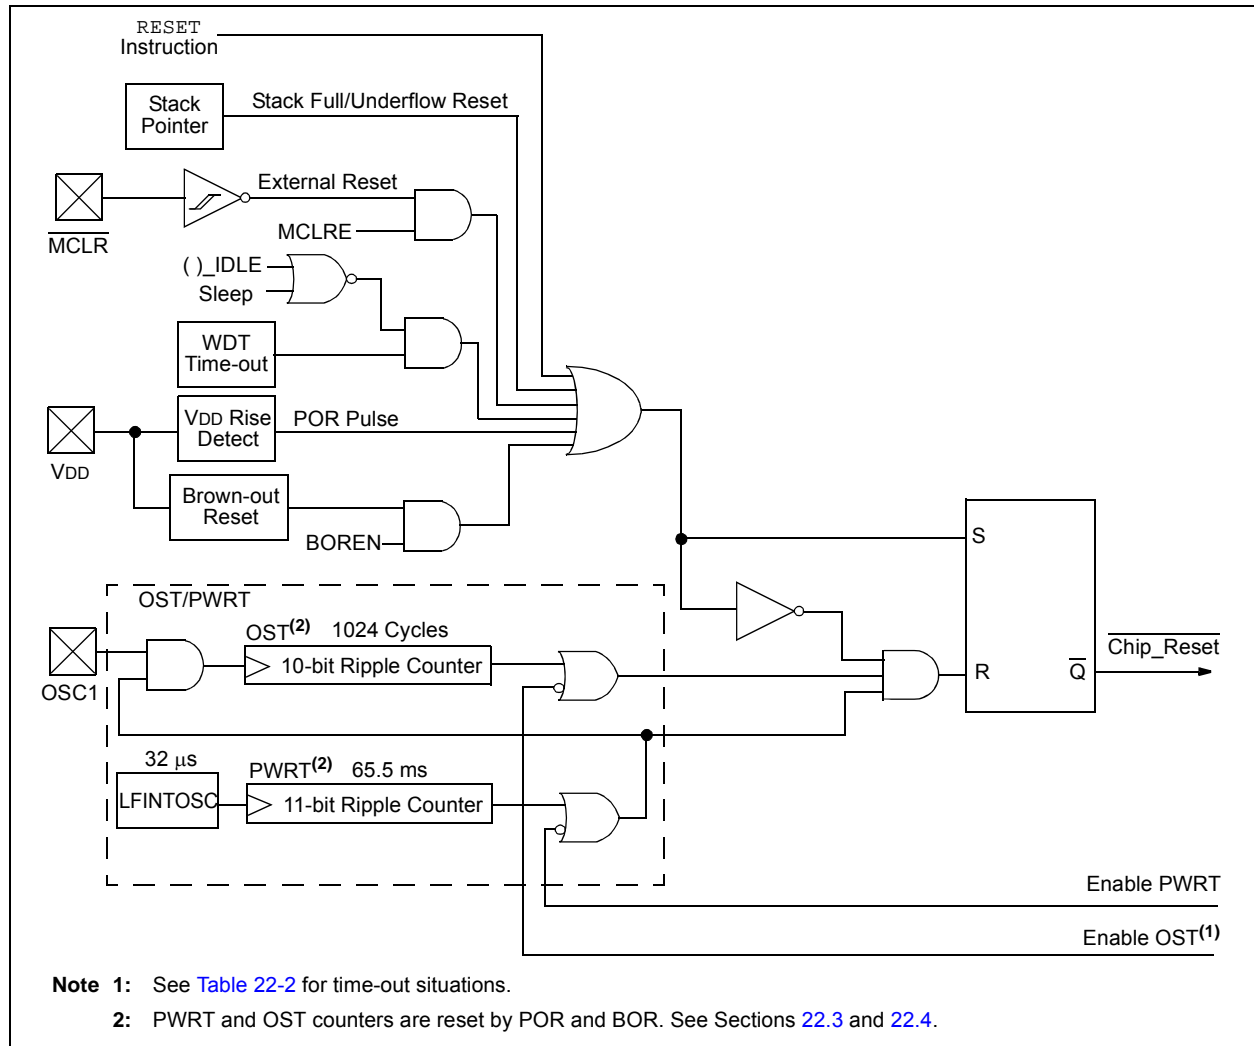 RESET
Instruction
Stack
Pointer
Stack Full/Underflow Reset
External Reset
MCLR
MCLRE
( )_IDLE
Sleep
WDT
Time-out
VDD Rise
Detect
POR Pulse
VDD
Brown-out
Reset
BOREN
S
OST/PWRT
OST(2) 1024 Cycles
10-bit Ripple Counter
OSC1
R
Q
Chip_Reset
32 μs
LFINTOSC
PWRT(2) 65.5 ms
11-bit Ripple Counter
Enable PWRT
Enable OST(1)
Note 1: See Table 22-2 for time-out situations.
2: PWRT and OST counters are reset by POR and BOR. See Sections 22.3 and 22.4.